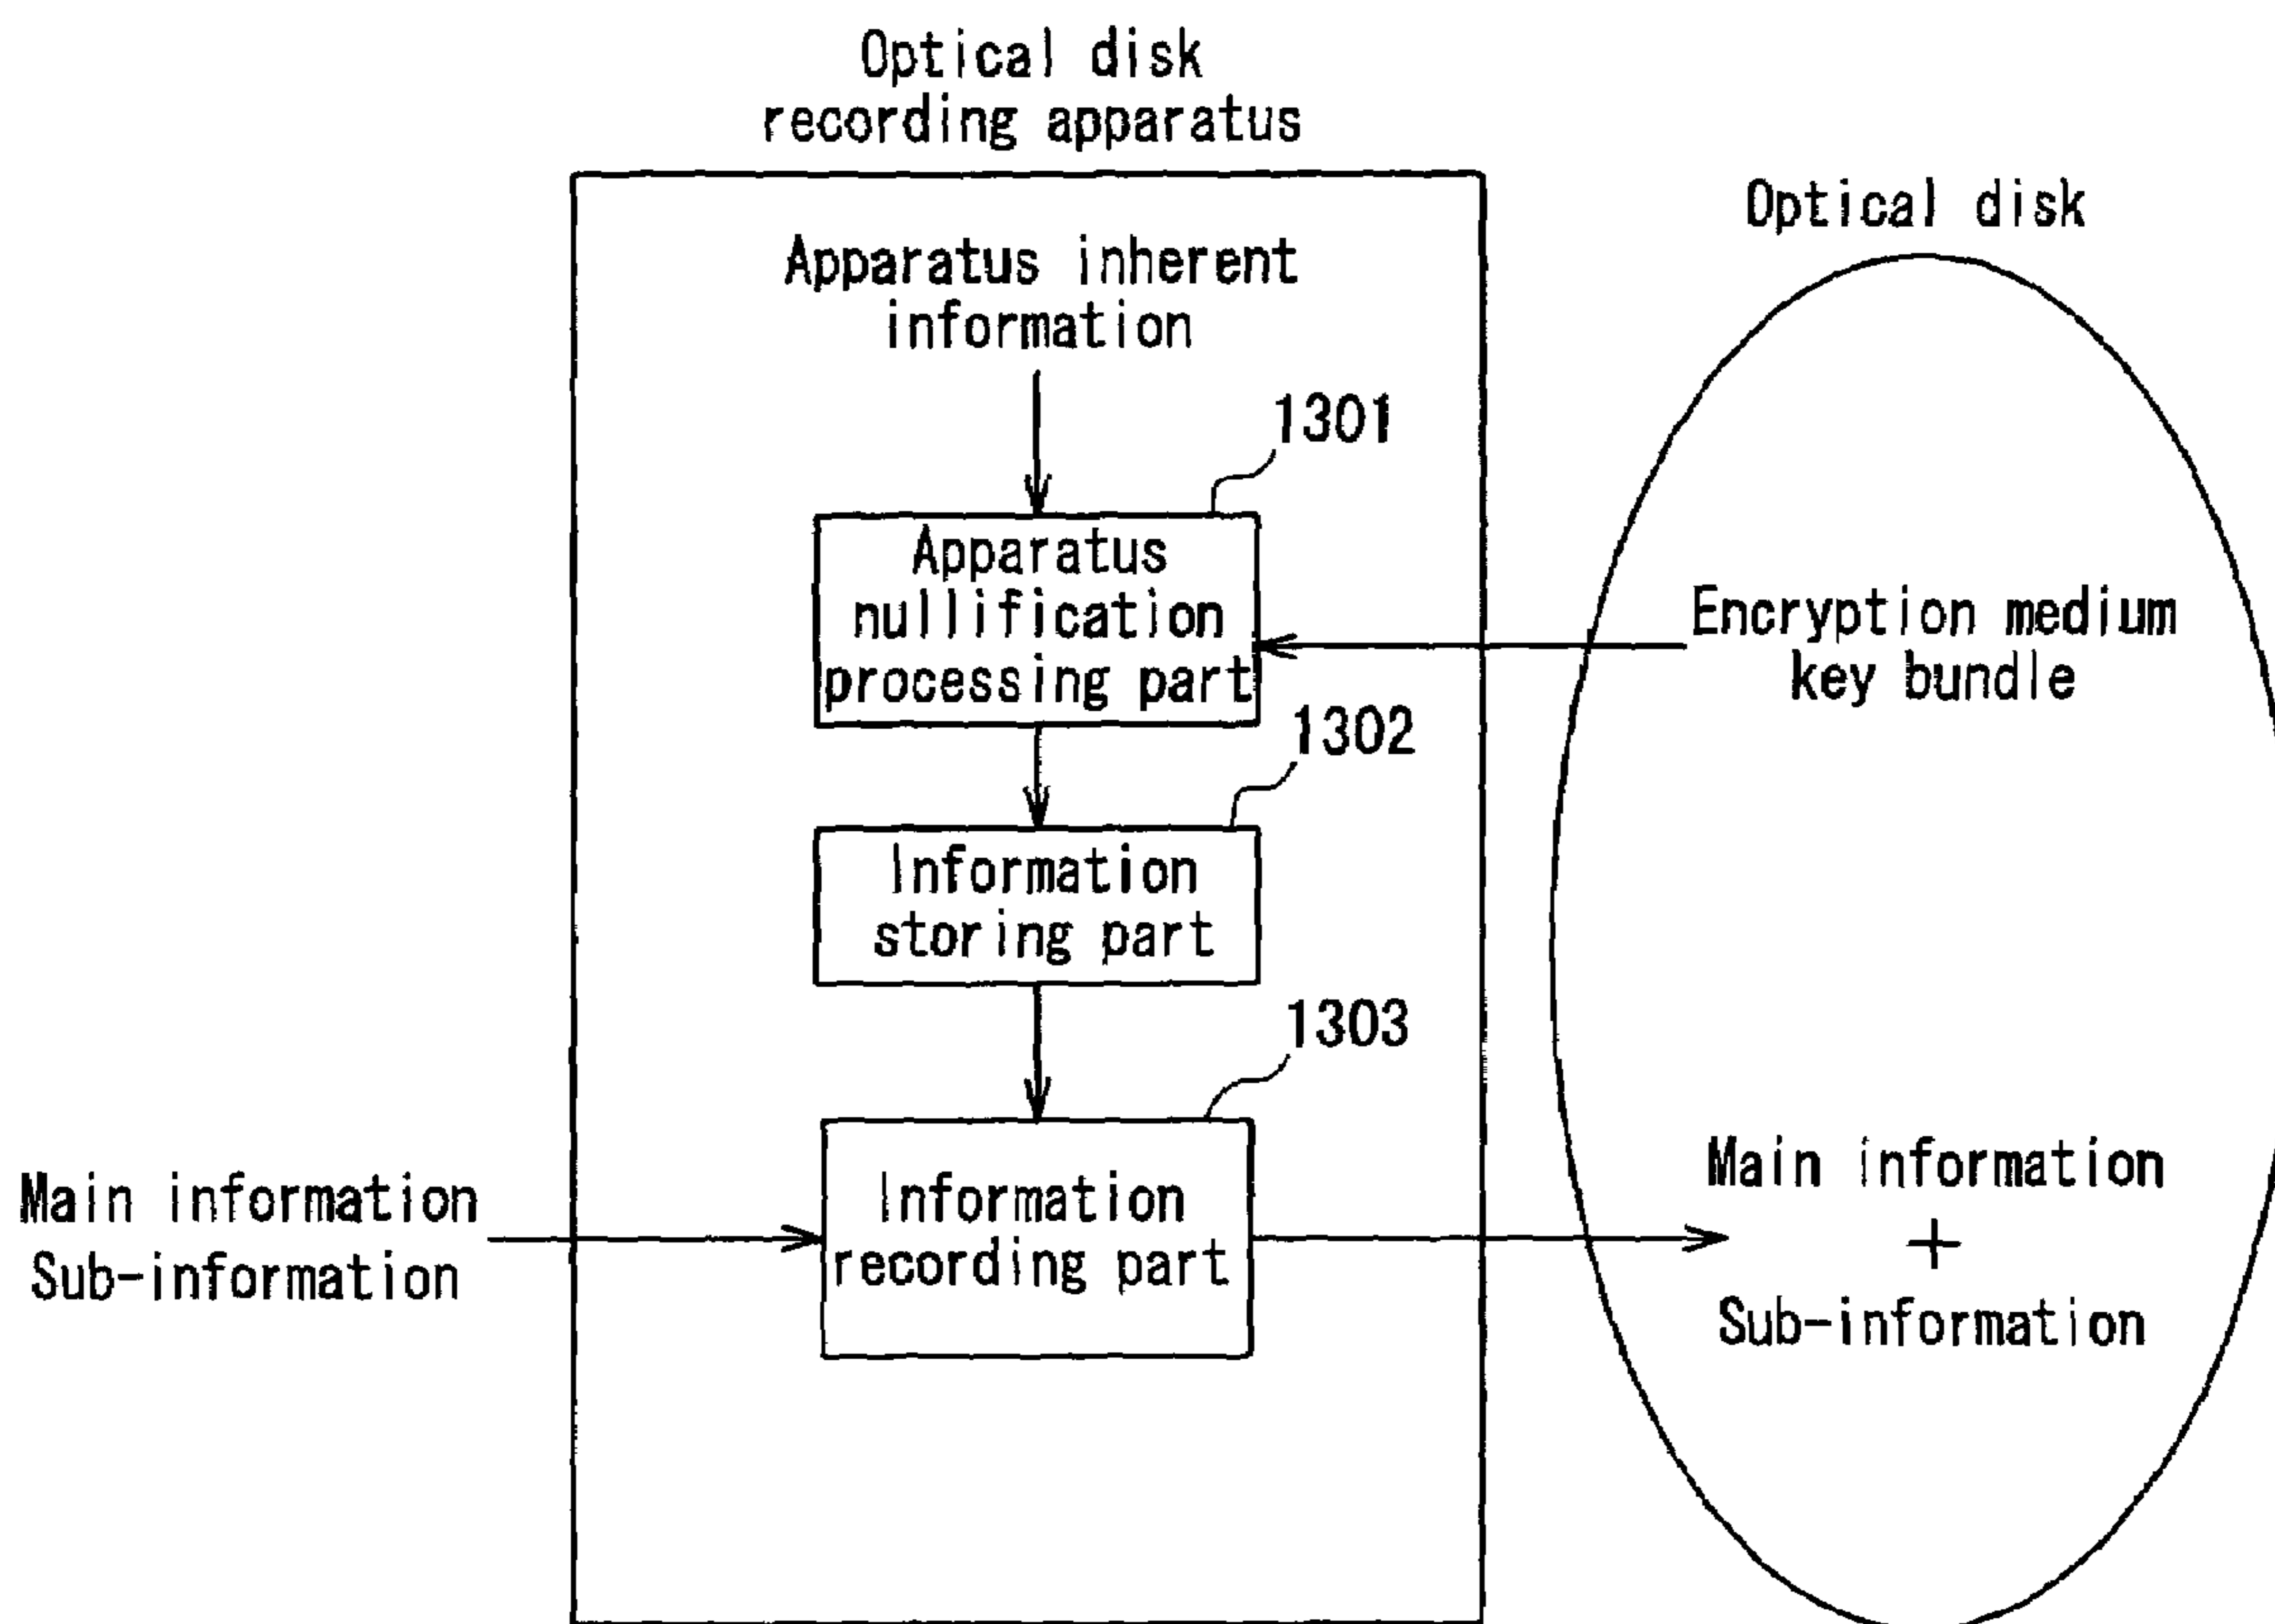 Optical disk
recording apparatus
Optical disk
Apparatus inherent
information
1301
Apparatus
nullification
processing part
Encryption medium
key bundle
1302
Information
storing part
1303
Main information
Sub-information
Information
recording part
Main information
+
Sub-information